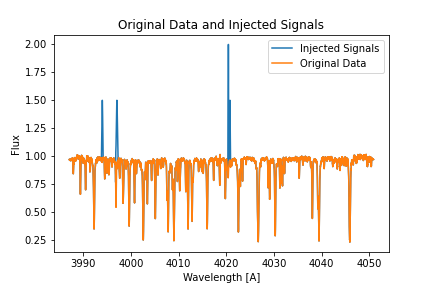 Original Data and Injected Signals
Injected Signals
Original Data
2.00
1.75
1.50
1.25
1.00
0.75
0.50
0.25
Flux
3990 4000 4010 4020 4030 4040 4050
Wavelength [A]